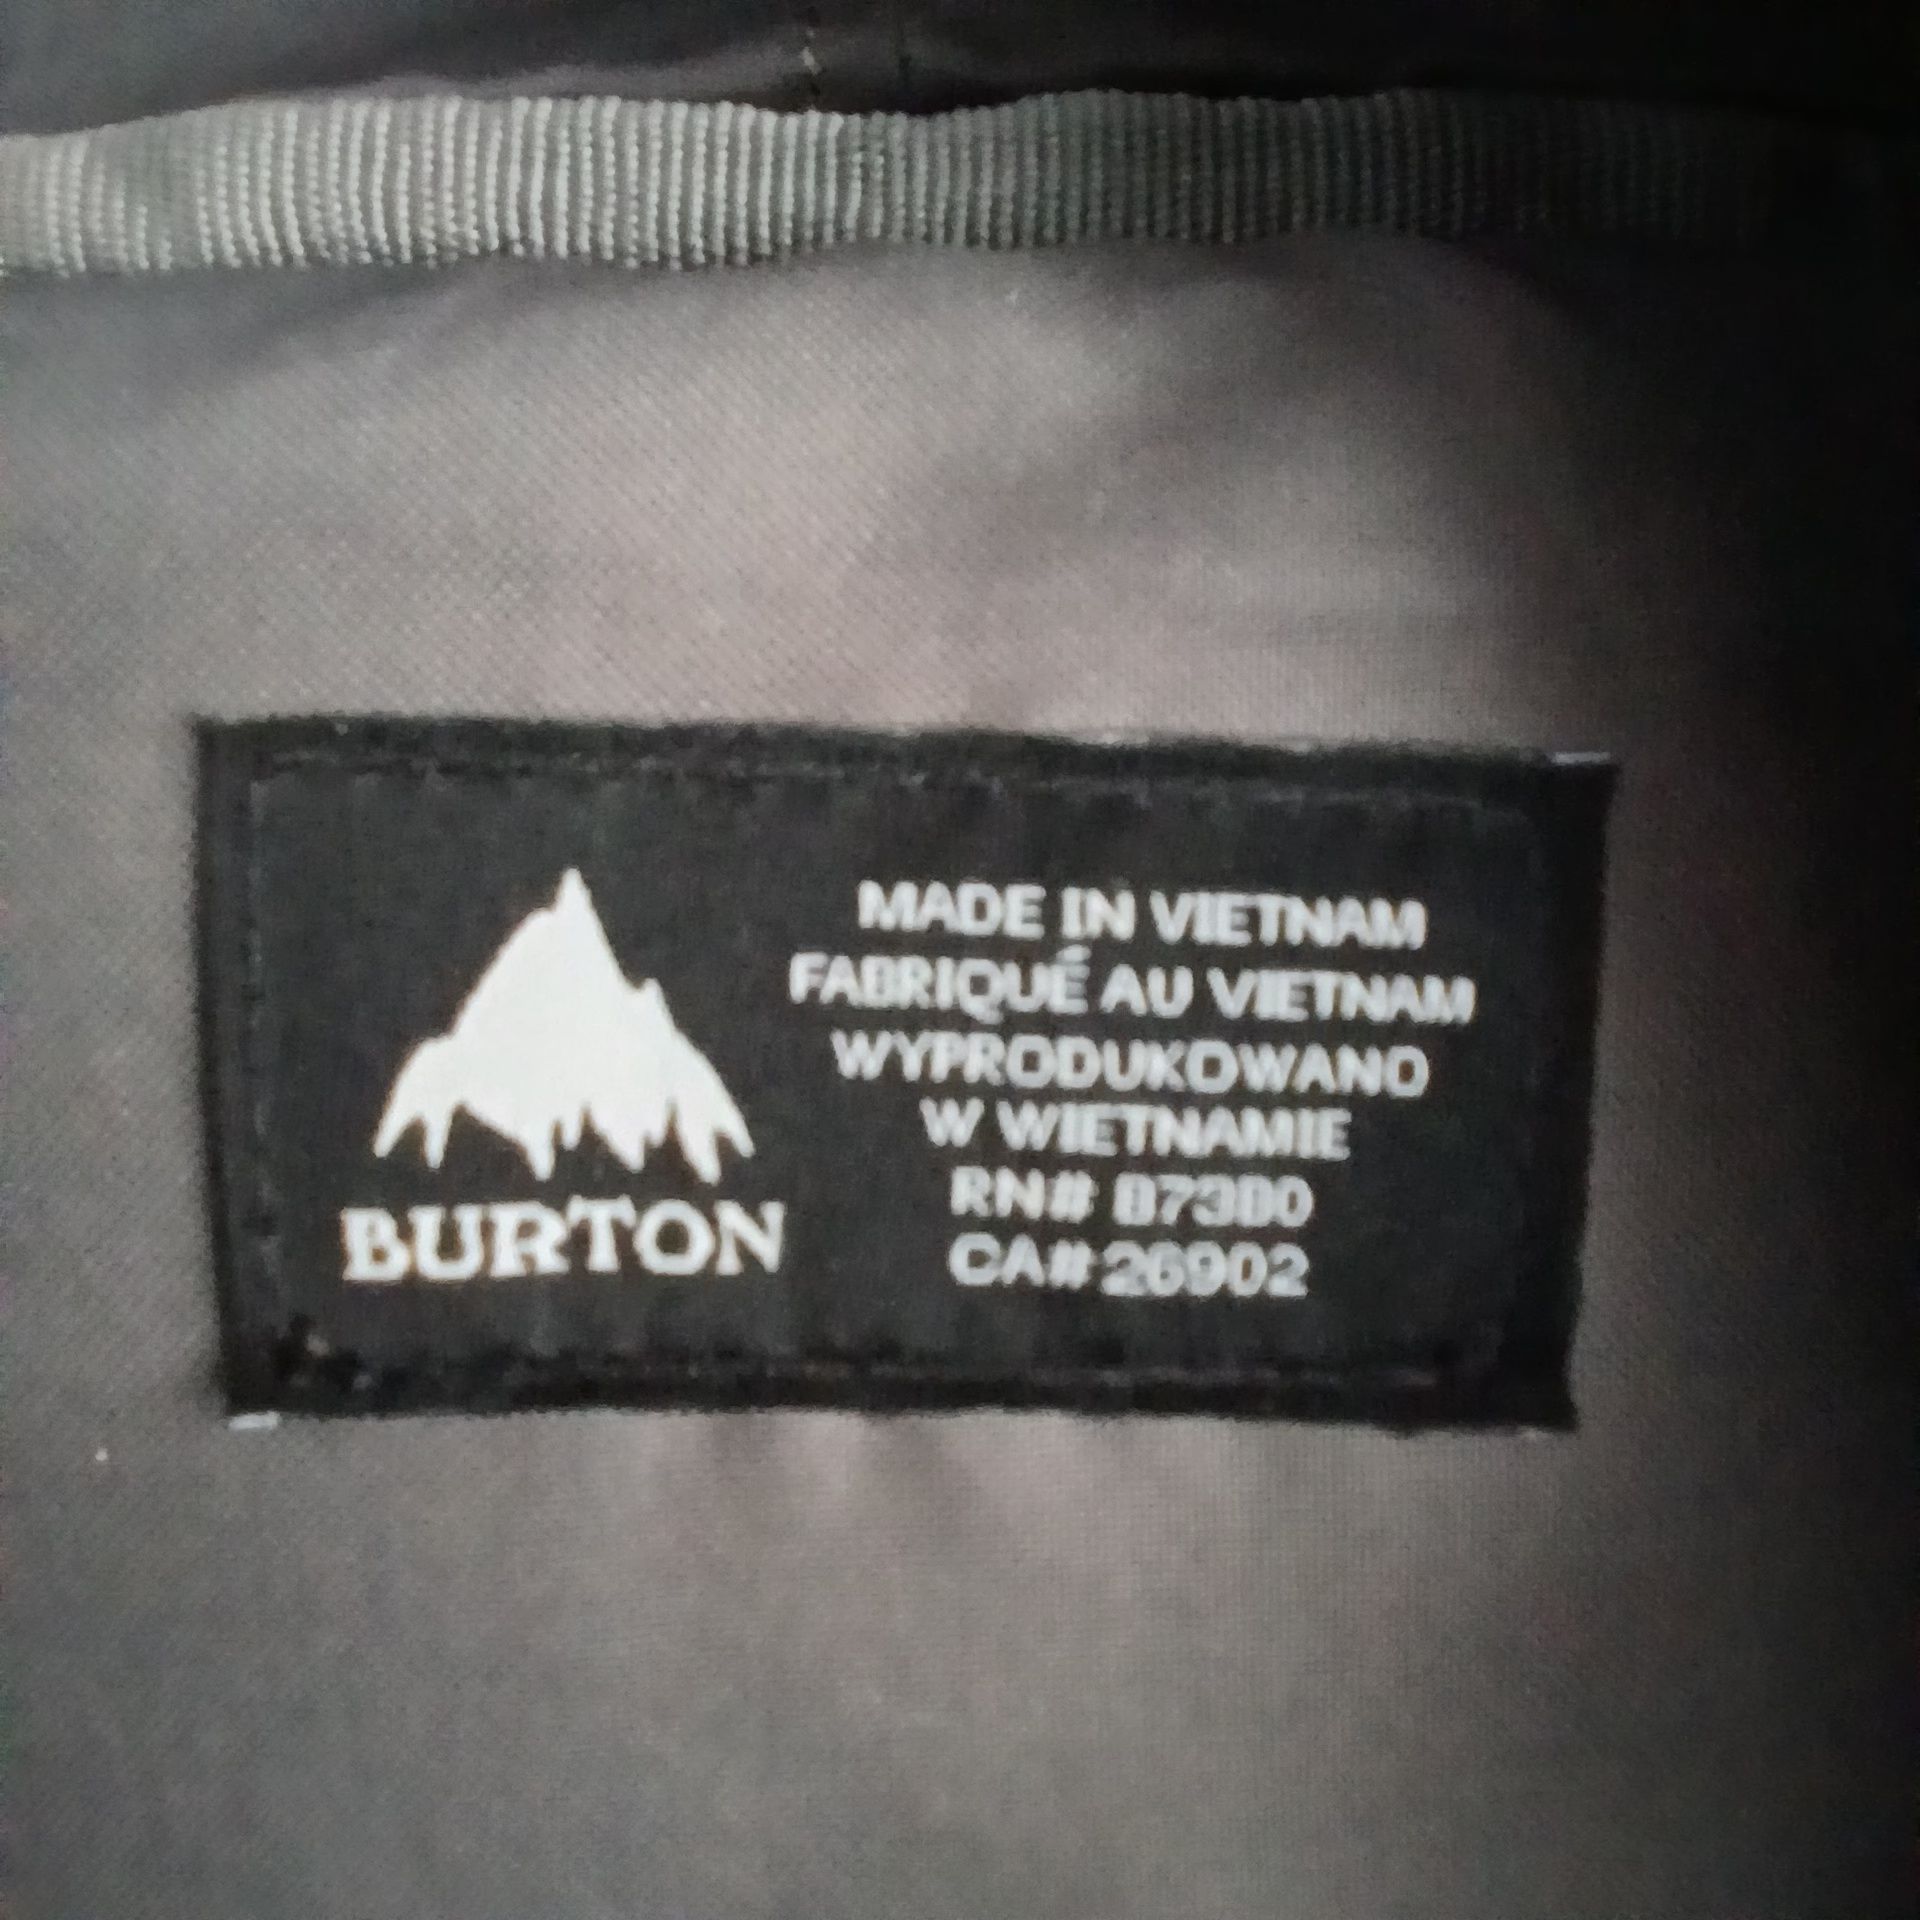 BURTON
MADE IN VIETNAM
FABRIQUÉ AU VIETNAM
WYPRODUKOWANO
W WIETNAMIE
RN# 87380
CA# 26902